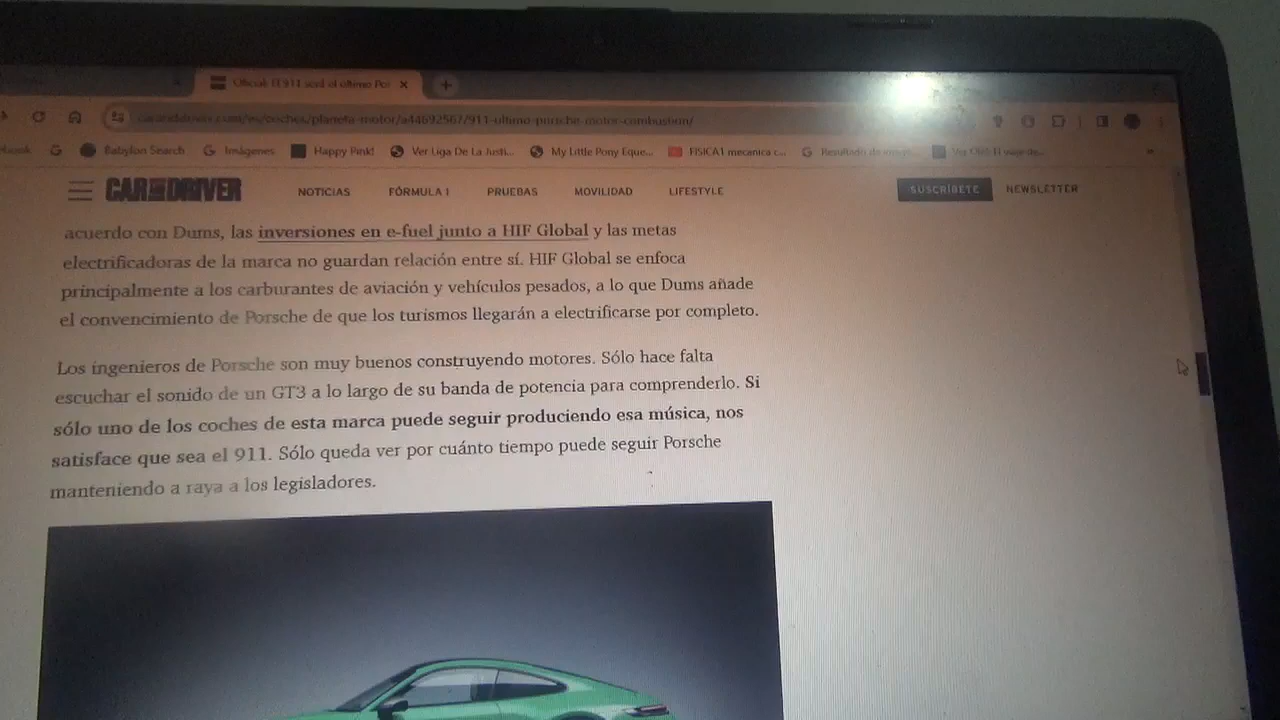 Oficial: El 911 será el último Por
caranddriver.com/es/coches/planeta-motor/a44692567/911-ultimo-porsche-motor-combustion/
Babylon Search
Imágenes
Happy Pink!
Ver Liga De La Justi...
My Little Pony Eque...
FISICA1 mecanica c...
CAR AND DRIVER
NOTICIAS
FÓRMULA 1
PRUEBAS
MOVILIDAD
LIFESTYLE
SUSCRÍBETE
NEWSLETTER
acuerdo con Dums, las inversiones en e-fuel junto a HIF Global y las metas
electrificadoras de la marca no guardan relación entre sí. HIF Global se enfoca
principalmente a los carburantes de aviación y vehículos pesados, a lo que Dums añade
el convencimiento de Porsche de que los turismos llegarán a electrificarse por completo.
Los ingenieros de Porsche son muy buenos construyendo motores. Sólo hace falta
escuchar el sonido de un GT3 a lo largo de su banda de potencia para comprenderlo. Si
sólo uno de los coches de esta marca puede seguir produciendo esa música, nos
satisface que sea el 911. Sólo queda ver por cuánto tiempo puede seguir Porsche
manteniendo a raya a los legisladores.